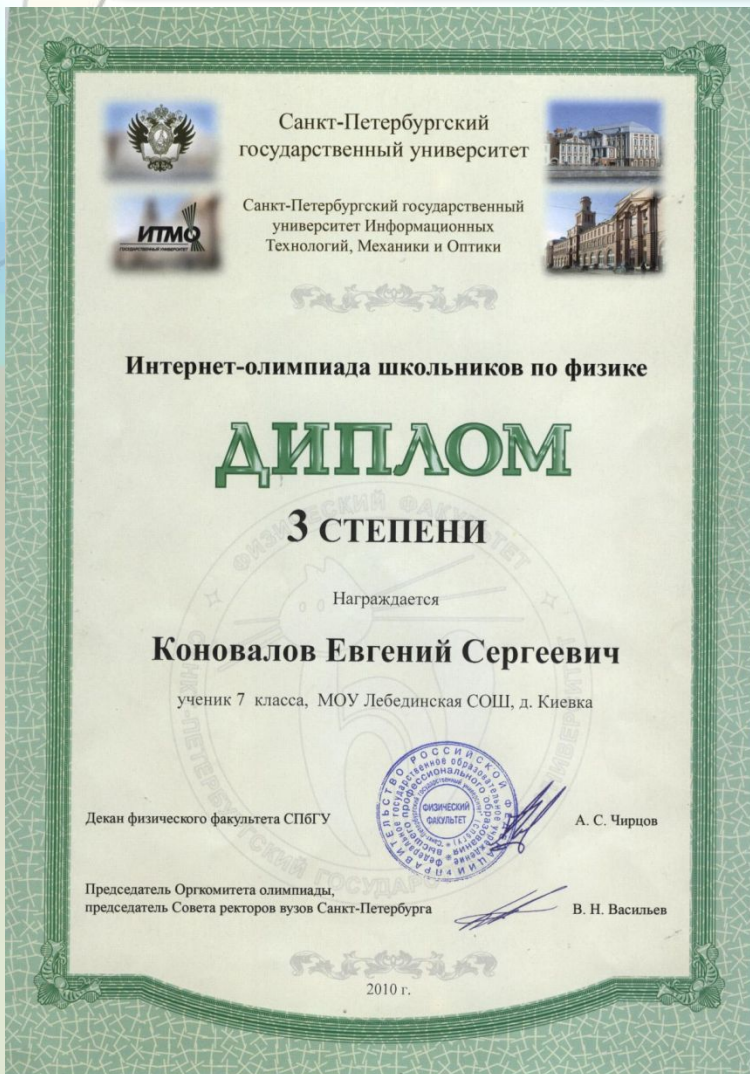 Санкт-Петербургский
государственный университет
Санкт-Петербургский государственный
университет Информационных
Технологий, Механики и Оптики
ИТМО
ГОСУДАРСТВЕННЫЙ УНИВЕРСИТЕТ
Интернет-олимпиада школьников по физике
ДИПЛОМ
3 СТЕПЕНИ
Награждается
Коновалов Евгений Сергеевич
ученик 7 класса, МОУ Лебединская СОШ, д. Киевка
Декан физического факультета СПбГУ
ФИЗИЧЕСКИЙ
ФАКУЛЬТЕТ
А. С. Чирцов
Председатель Оргкомитета олимпиады,
председатель Совета ректоров вузов Санкт-Петербурга
В. Н. Васильев
2010 г.